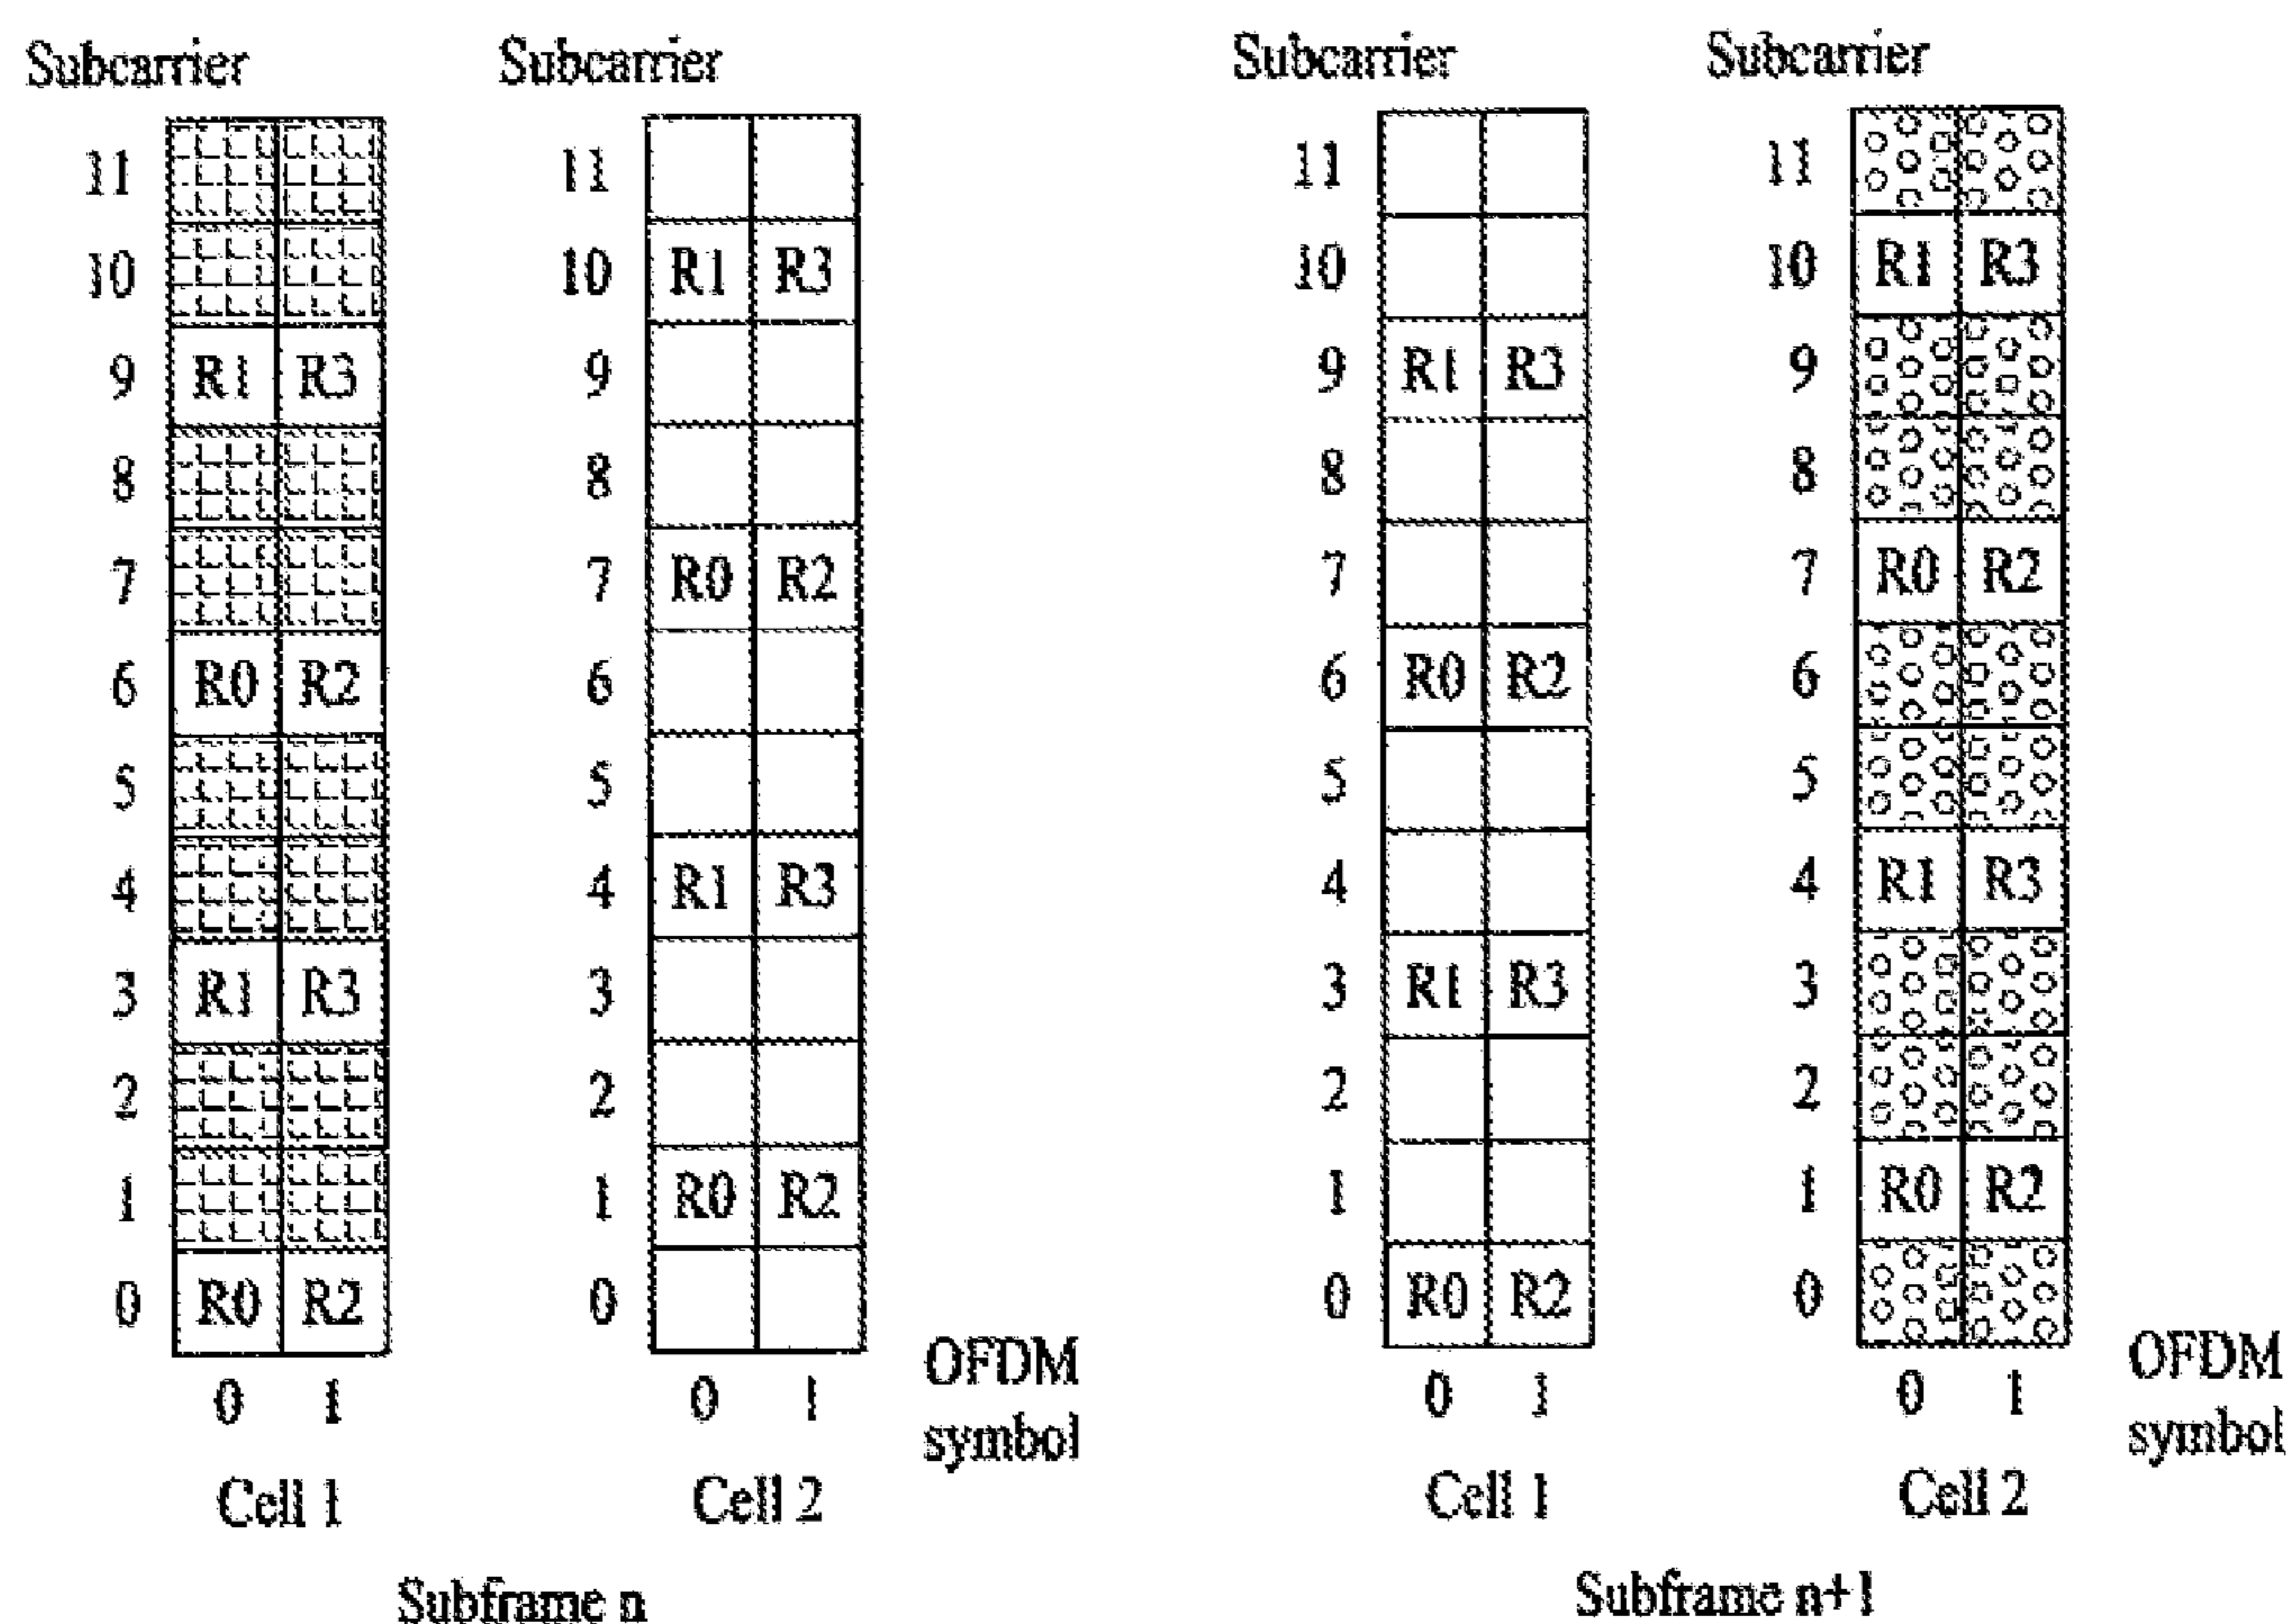 Subcarrier Subcarrier Subcarrier Subcarrier
11 11 11 11
10 10 R1 R3 10 10 R1 R3
9 R1 R3 9 9 R1 R3 9
8 8 8 8
7 7 R0 R2 7 7 R0 R2
6 R0 R2 6 6 R0 R2 6
5 5 5 5
4 4 R1 R3 4 4 R1 R3
3 R1 R3 3 3 R1 R3 3
2 2 2 2
1 1 R0 R2 1 1 R0 R2
0 R0 R2 0 0 R0 R2 0
0 1 0 1 OFDM symbol 0 1 0 1 OFDM symbol
Cell 1 Cell 2 Cell 1 Cell 2
Subframe n Subframe n+1